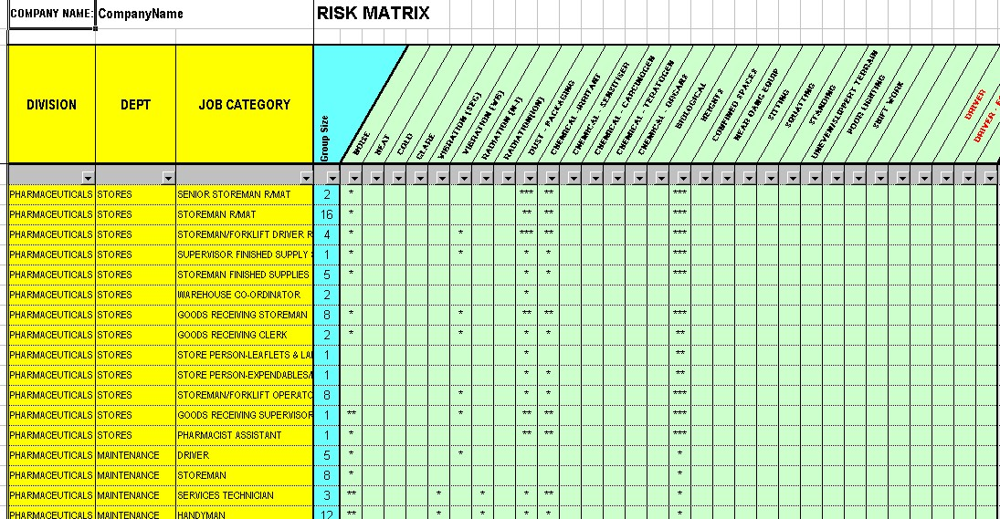 COMPANY NAME: CompanyName RISK MATRIX
DIVISION DEPT JOB CATEGORY Group Size NOISE HEAT COLD GLARE VIBRATION (SEG) VIBRATION (WB) RADIATION (N-I) RADIATION(ION) DUST - PACKAGING CHEMICAL - IRRITANT CHEMICAL - SENSITISER CHEMICAL - CARCINOGEN CHEMICAL - TERATOGEN CHEMICAL - ORGANS BIOLOGICAL HEIGHTS CONFINED SPACES NEAR DANG EQUIP SITTING SQUATTING STANDING UNEVEN/SLIPPERY TERRAIN POOR LIGHTING SHIFT WORK DRIVER DRIVER
PHARMACEUTICALS STORES SENIOR STOREMAN R/MAT 2 * *** ** ***
PHARMACEUTICALS STORES STOREMAN R/MAT 16 * ** ** ***
PHARMACEUTICALS STORES STOREMAN/FORKLIFT DRIVER R 4 * * *** ** ***
PHARMACEUTICALS STORES SUPERVISOR FINISHED SUPPLY 1 * * * * ***
PHARMACEUTICALS STORES STOREMAN FINISHED SUPPLIES 5 * * * ***
PHARMACEUTICALS STORES WAREHOUSE CO-ORDINATOR 2 *
PHARMACEUTICALS STORES GOODS RECEIVING STOREMAN 8 * * ** ** ***
PHARMACEUTICALS STORES GOODS RECEIVING CLERK 2 * * * * **
PHARMACEUTICALS STORES STORE PERSON-LEAFLETS & LA 1 * **
PHARMACEUTICALS STORES STORE PERSON-EXPENDABLES/ 1 * * **
PHARMACEUTICALS STORES STOREMAN/FORKLIFT OPERATO 8 * * * ***
PHARMACEUTICALS STORES GOODS RECEIVING SUPERVISOR 1 ** * ** ** ***
PHARMACEUTICALS STORES PHARMACIST ASSISTANT 1 * ** ** ***
PHARMACEUTICALS MAINTENANCE DRIVER 5 * * *
PHARMACEUTICALS MAINTENANCE STOREMAN 8 * *
PHARMACEUTICALS MAINTENANCE SERVICES TECHNICIAN 3 ** * * * ** *
PHARMACEUTICALS MAINTENANCE HANDYMAN 12 ** * * * * *